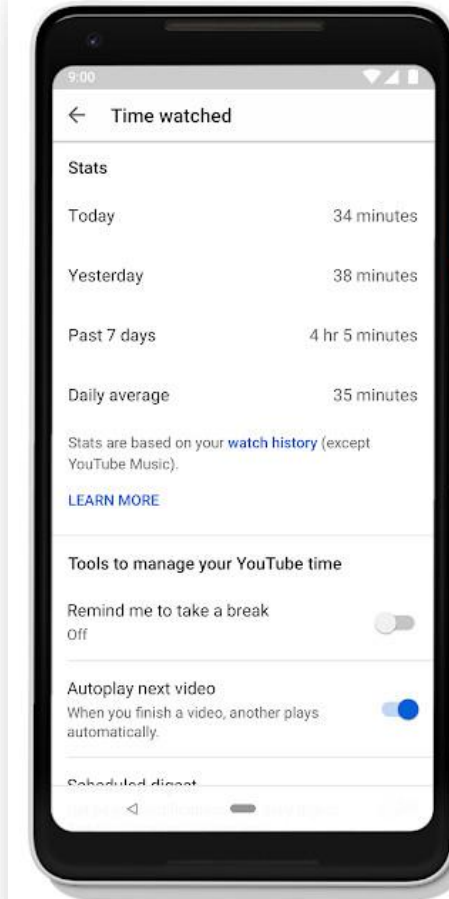 9:00
Time watched
Stats
Today 34 minutes
Yesterday 38 minutes
Past 7 days 4 hr 5 minutes
Daily average 35 minutes
Stats are based on your watch history (except
YouTube Music).
LEARN MORE
Tools to manage your YouTube time
Remind me to take a break
Off
Autoplay next video
When you finish a video, another plays
automatically.
Scheduled digest